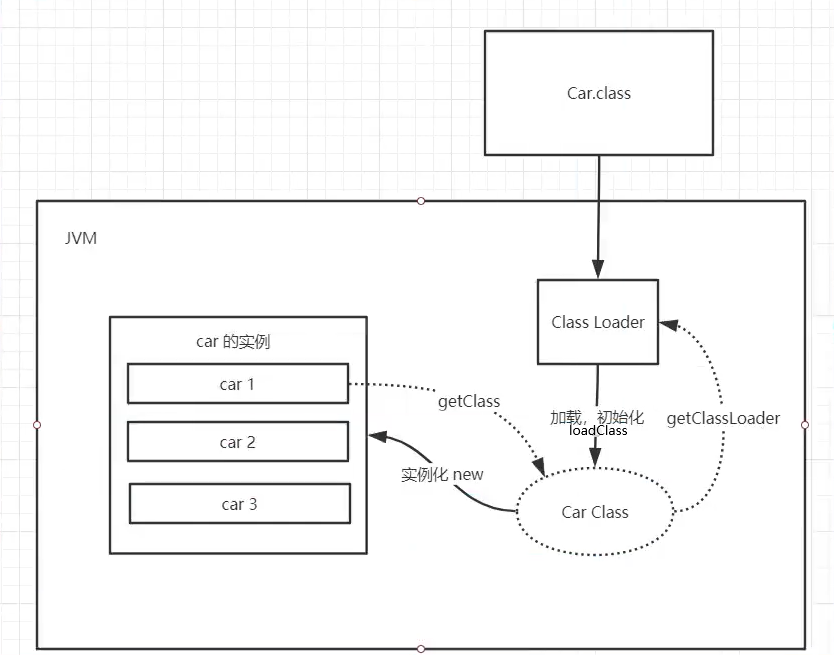 Car.class
JVM
Class Loader
car 的实例
car 1
car 2
car 3
getClass
加载，初始化
loadClass
getClassLoader
实例化 new
Car Class